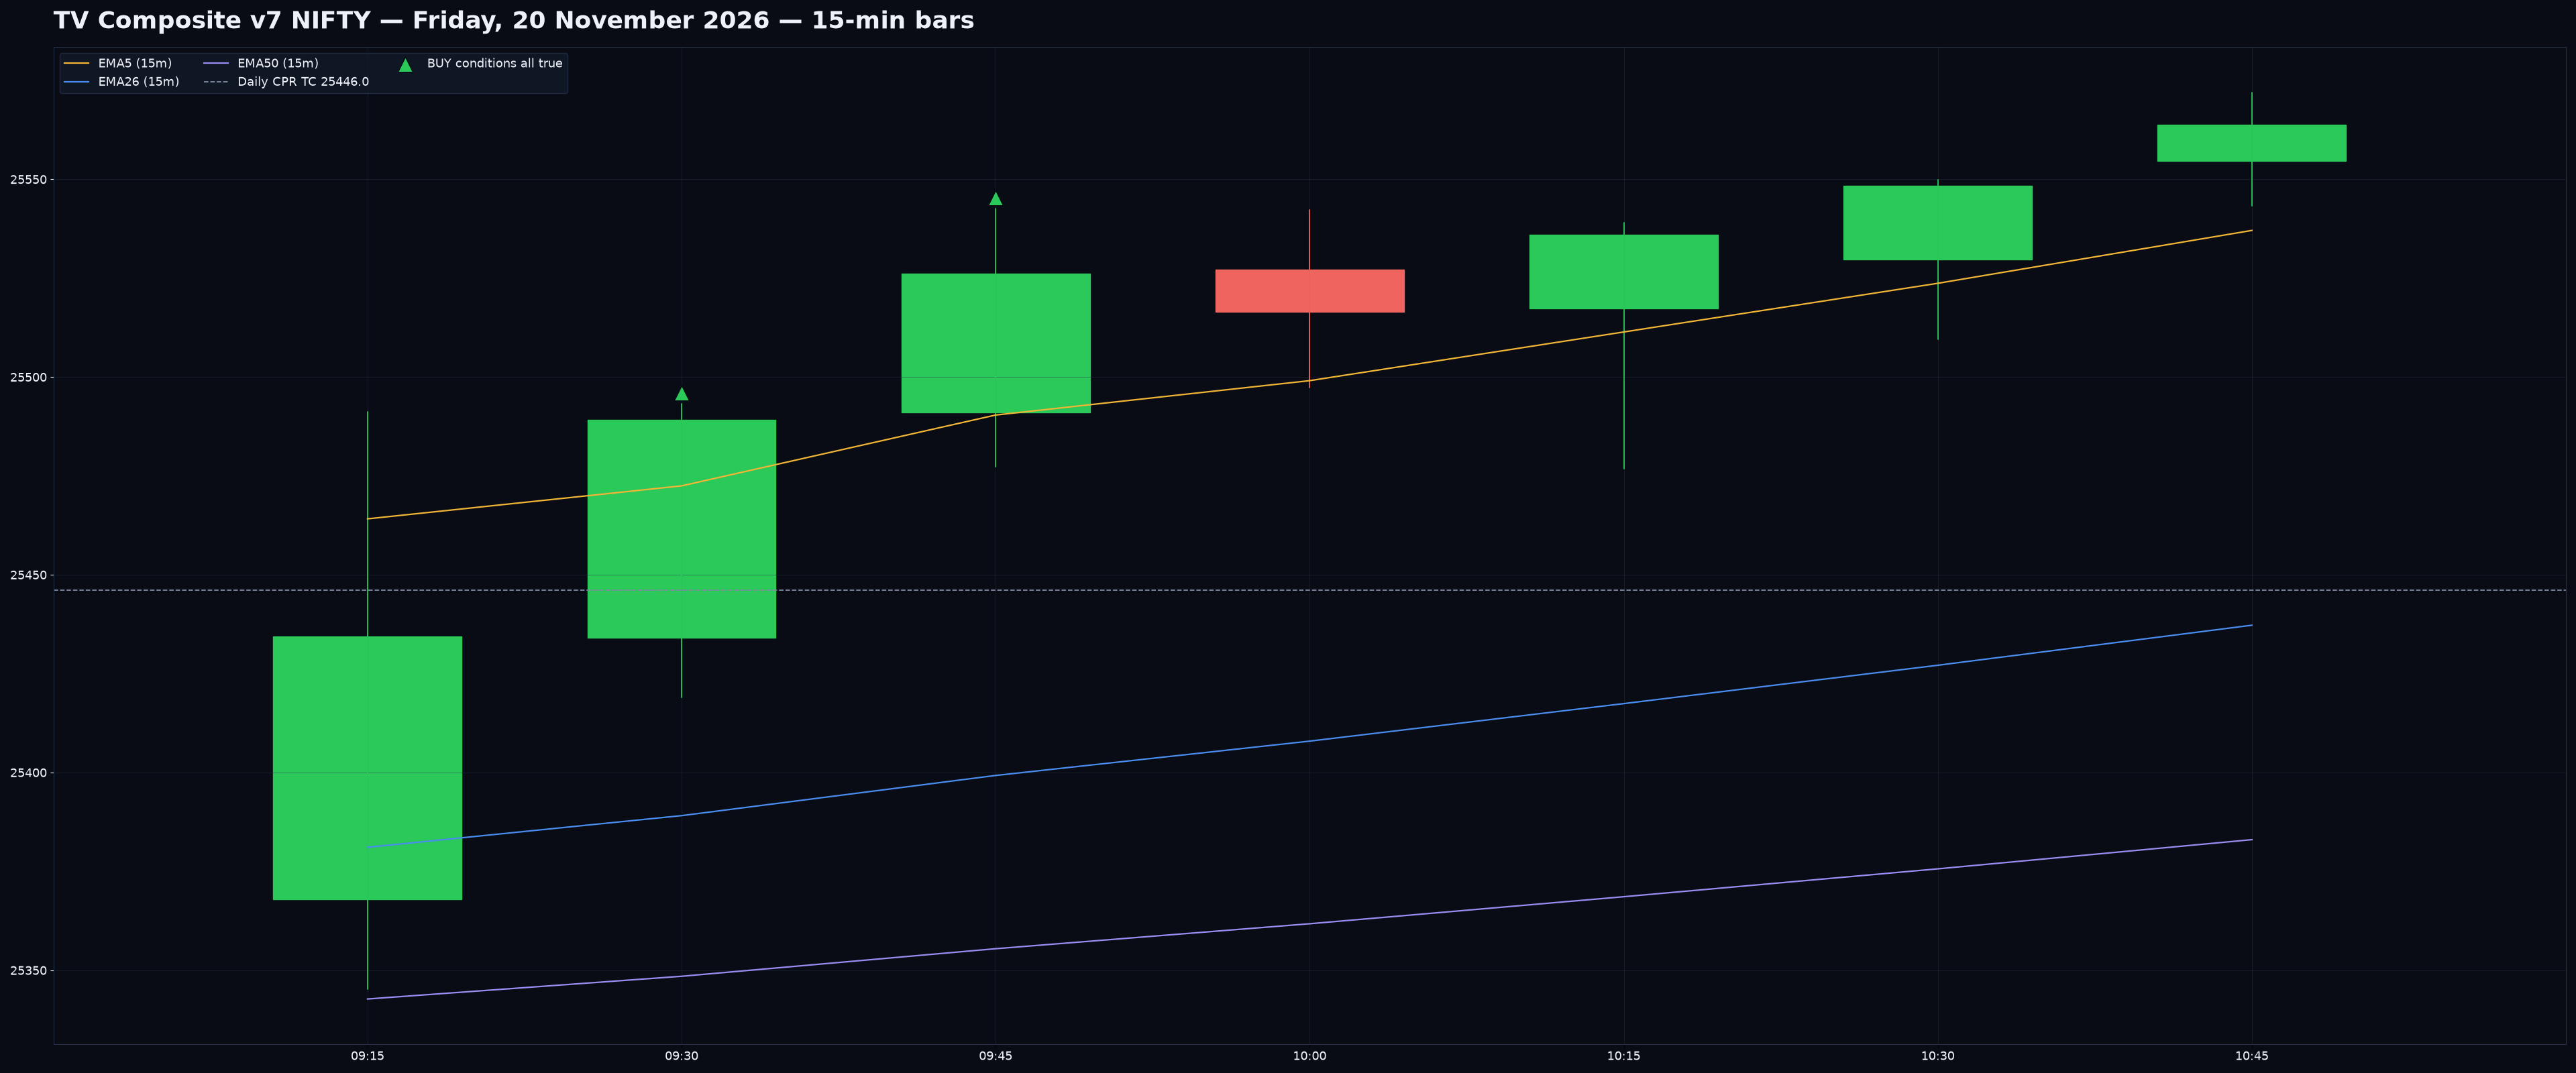 TV Composite v7 NIFTY — Friday, 20 November 2026 — 15-min bars
EMA5 (15m)
EMA26 (15m)
EMA50 (15m)
Daily CPR TC 25446.0
BUY conditions all true
25550
25500
25450
25400
25350
09:15
09:30
09:45
10:00
10:15
10:30
10:45